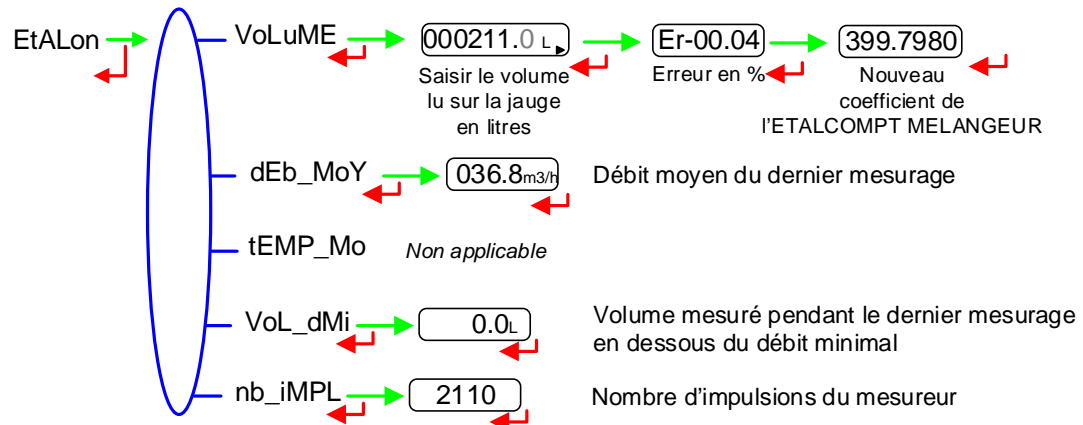 EtALon
VoLuME
000211.0 L
Er-00.04
399.7980
Saisir le volume
lu sur la jauge
en litres
Erreur en %
Nouveau
coefficient de
l'ETALCOMPT MELANGEUR
dEb_MoY
036.8m3/h
Débit moyen du dernier mesurage
tEMP_Mo
Non applicable
VoL_dMi
0.0L
Volume mesuré pendant le dernier mesurage
en dessous du débit minimal
nb_iMPL
2110
Nombre d'impulsions du mesureur